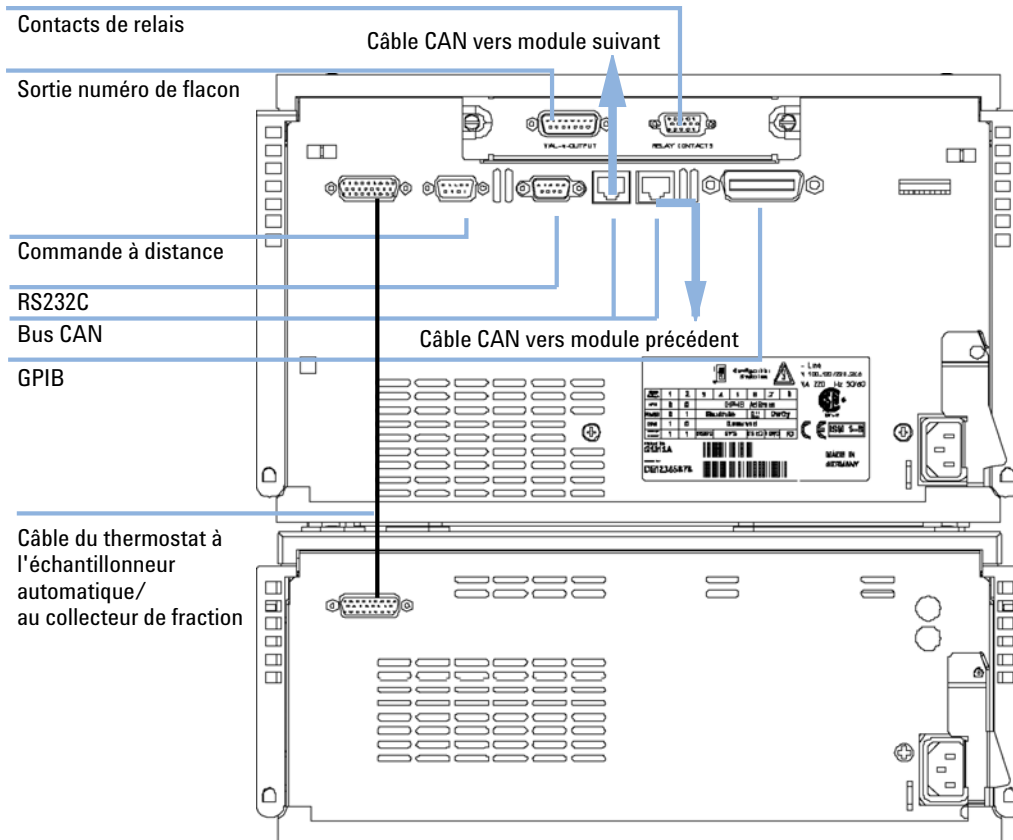 Contacts de relais
Câble CAN vers module suivant
Sortie numéro de flacon
RELAY CONTACTS
Commande à distance
RS232C
Bus CAN
Câble CAN vers module précédent
GPIB
MADE IN
GERMANY
Câble du thermostat à
l'échantillonneur
automatique/
au collecteur de fraction